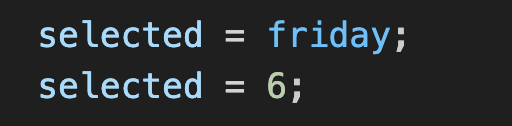 selected = friday;
selected = 6;